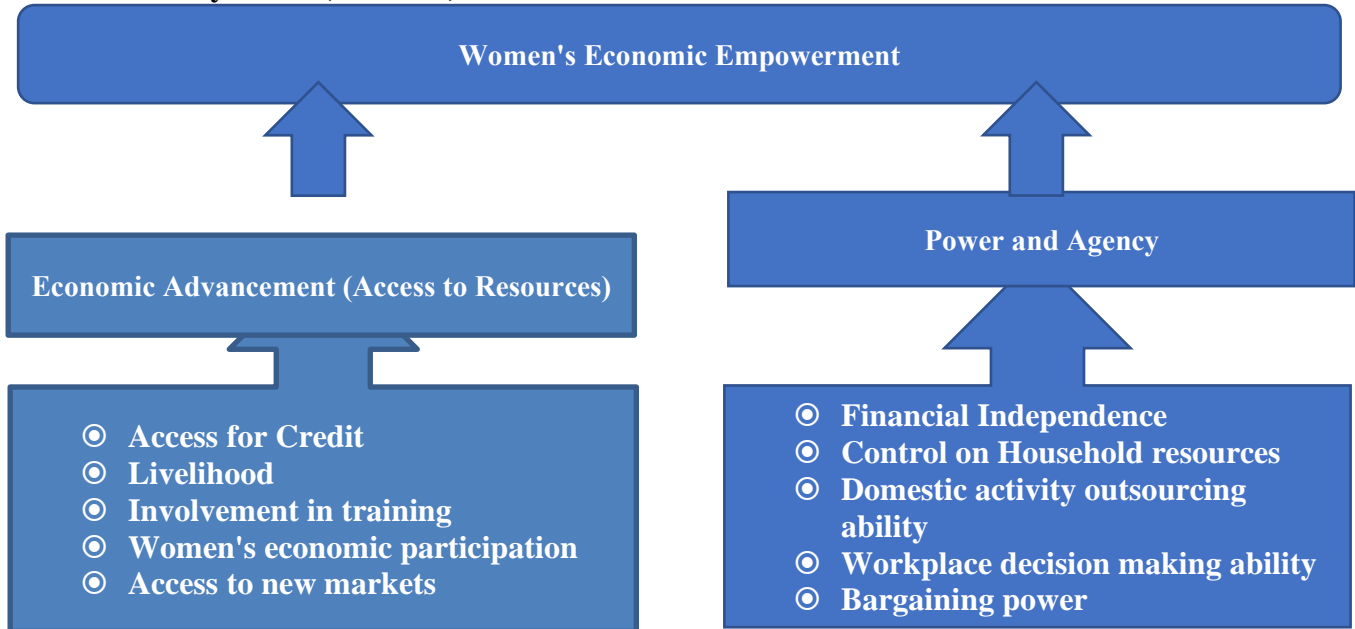 Women's Economic Empowerment
Power and Agency
Economic Advancement (Access to Resources)
⦿ Access for Credit
⦿ Livelihood
⦿ Involvement in training
⦿ Women's economic participation
⦿ Access to new markets
⦿ Financial Independence
⦿ Control on Household resources
⦿ Domestic activity outsourcing
ability
⦿ Workplace decision making ability
⦿ Bargaining power